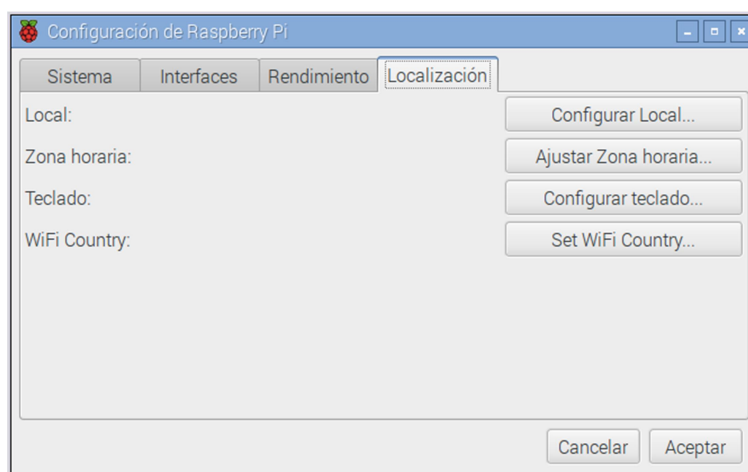 Configuración de Raspberry Pi
Sistema Interfaces Rendimiento Localización
Local: Configurar Local...
Zona horaria: Ajustar Zona horaria...
Teclado: Configurar teclado...
WiFi Country: Set WiFi Country...
Cancelar Aceptar